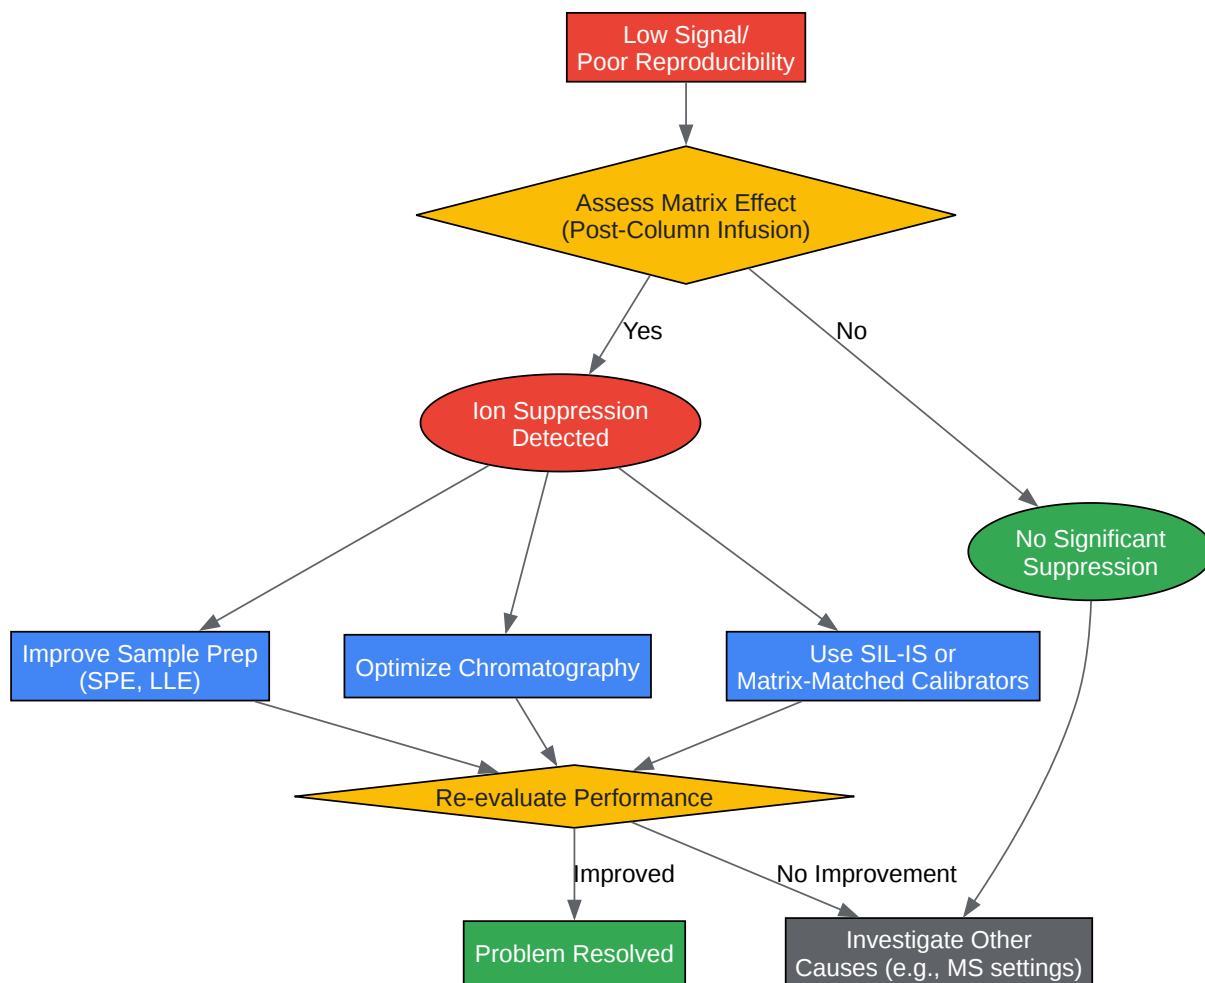 Low Signal/
Poor Reproducibility
Assess Matrix Effect
(Post-Column Infusion)
Yes
No
Ion Suppression
Detected
No Significant
Suppression
Improve Sample Prep
(SPE, LLE)
Optimize Chromatography
Use SIL-IS or
Matrix-Matched Calibrators
Re-evaluate Performance
Improved
No Improvement
Problem Resolved
Investigate Other
Causes (e.g., MS settings)